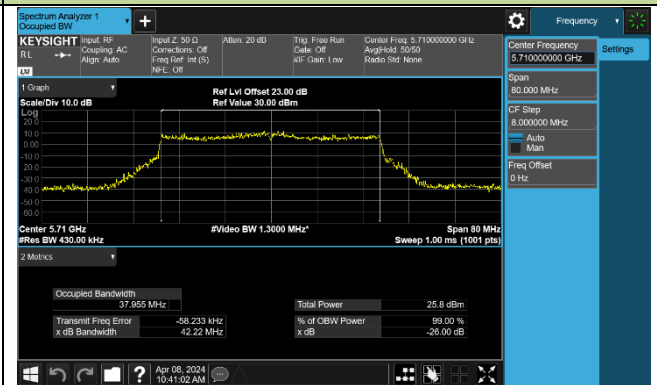 Spectrum Analyzer 1
Occupied BW
+
Frequency
KEYSIGHT
RL
LXI
Input: RF
Coupling: AC
Align: Auto
Input Z: 50 Ω
Corrections: Off
Freq Ref: Int (S)
NFE: Off
Atten: 20 dB
Trig: Free Run
Gate: Off
#IF Gain: Low
Center Freq: 5.710000000 GHz
Avg|Hold: 50/50
Radio Std: None
Center Frequency
5.710000000 GHz
Settings
Span
80.000 MHz
CF Step
8.000000 MHz
Auto
Man
Freq Offset
0 Hz
1 Graph
Scale/Div 10.0 dB
Ref Lvl Offset 23.00 dB
Ref Value 30.00 dBm
Log
20.0
10.0
0.00
-10.0
-20.0
-30.0
-40.0
-50.0
-60.0
Center 5.71 GHz
#Video BW 1.3000 MHz*
Span 80 MHz
#Res BW 430.00 kHz
Sweep 1.00 ms (1001 pts)
2 Metrics
Occupied Bandwidth
37.955 MHz
Total Power 25.8 dBm
Transmit Freq Error -58.233 kHz
% of OBW Power 99.00 %
x dB Bandwidth 42.22 MHz
x dB -26.00 dB
?
Apr 08, 2024
10:41:02 AM